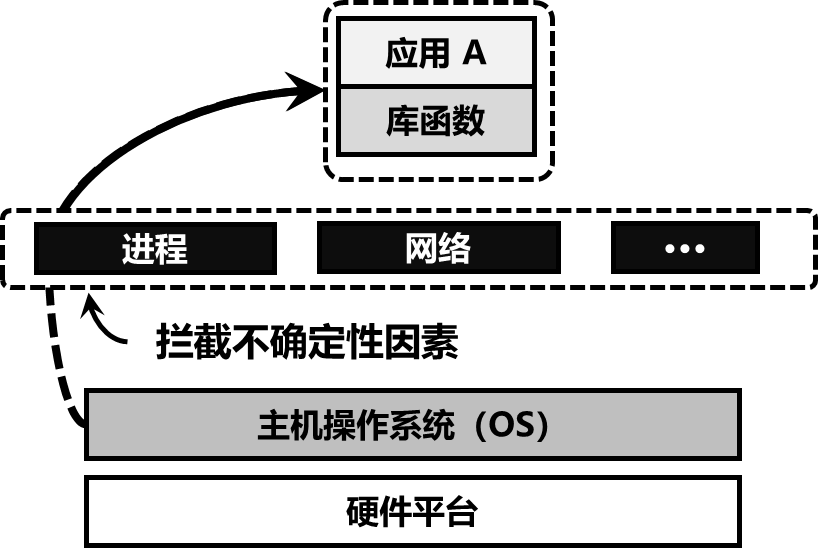 应用 A
库函数
进程
网络
•••
拦截不确定性因素
主机操作系统（OS）
硬件平台